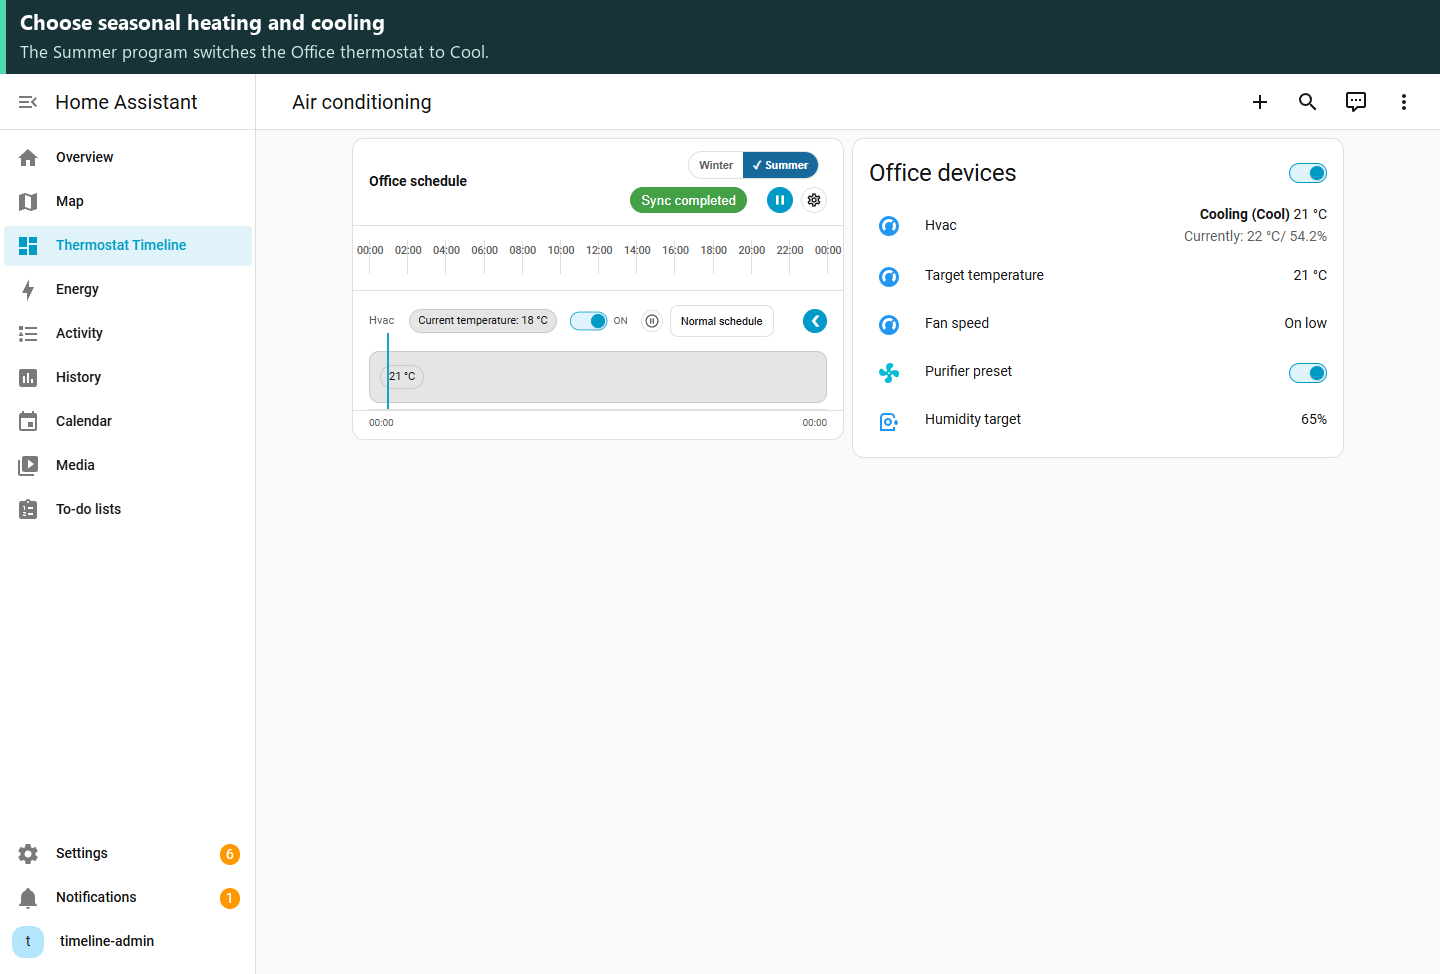 Choose seasonal heating and cooling
The Summer program switches the Office thermostat to Cool.
Home Assistant
Air conditioning
Overview
Map
Thermostat Timeline
Energy
Activity
History
Calendar
Media
To-do lists
Settings 6
Notifications 1
t timeline-admin
Office schedule
Winter ✓ Summer
Sync completed
00:00 02:00 04:00 06:00 08:00 10:00 12:00 14:00 16:00 18:00 20:00 22:00 00:00
Hvac Current temperature: 18 °C ON Normal schedule
21 °C
00:00 00:00
Office devices
Hvac Cooling (Cool) 21 °C
Currently: 22 °C/ 54.2%
Target temperature 21 °C
Fan speed On low
Purifier preset
Humidity target 65%